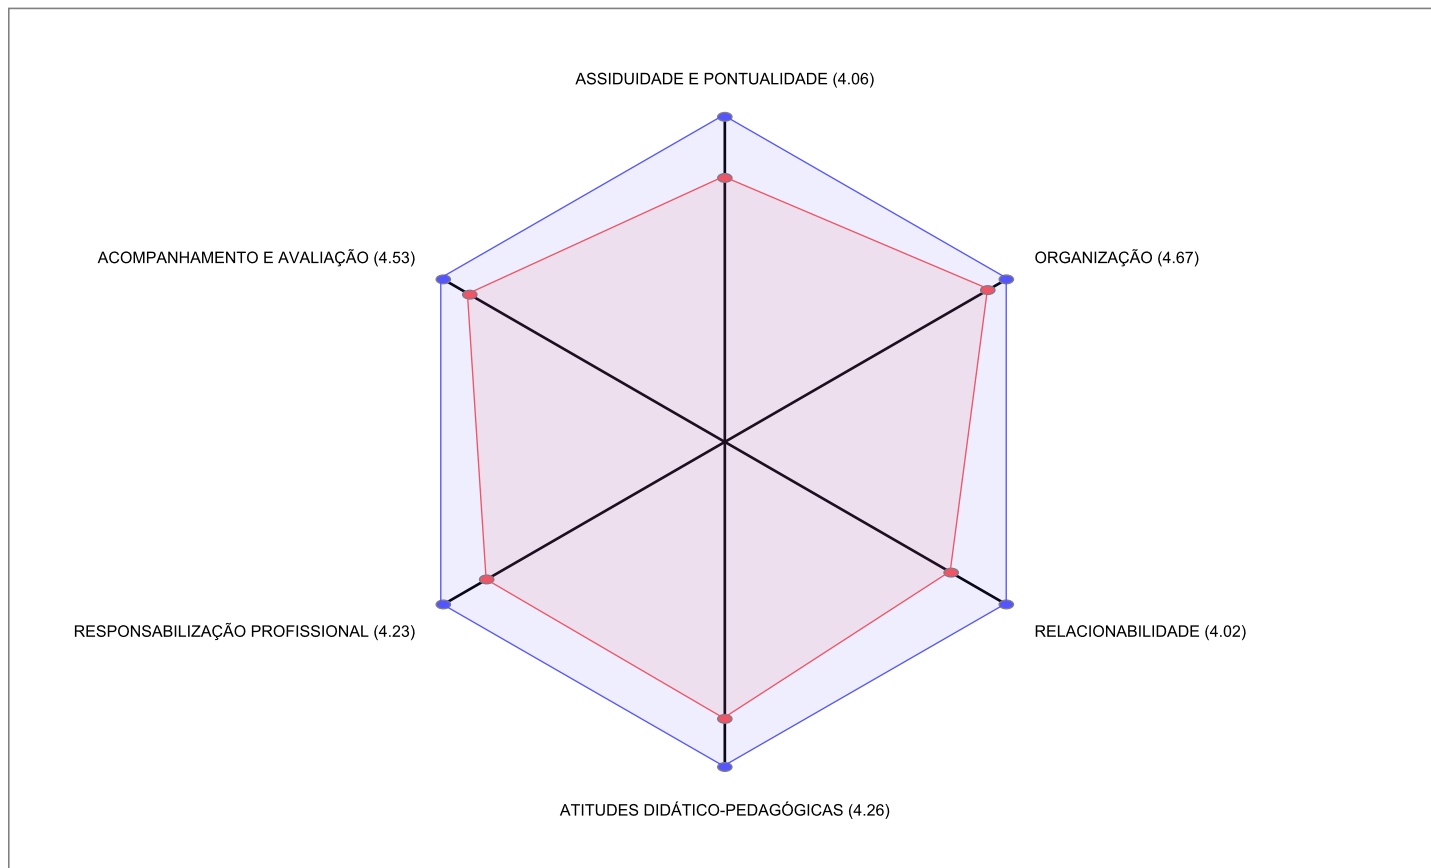 ASSIDUIDADE E PONTUALIDADE (4.06)
ACOMPANHAMENTO E AVALIAÇÃO (4.53)
ORGANIZAÇÃO (4.67)
RESPONSABILIZAÇÃO PROFISSIONAL (4.23)
RELACIONABILIDADE (4.02)
ATITUDES DIDÁTICO-PEDAGÓGICAS (4.26)